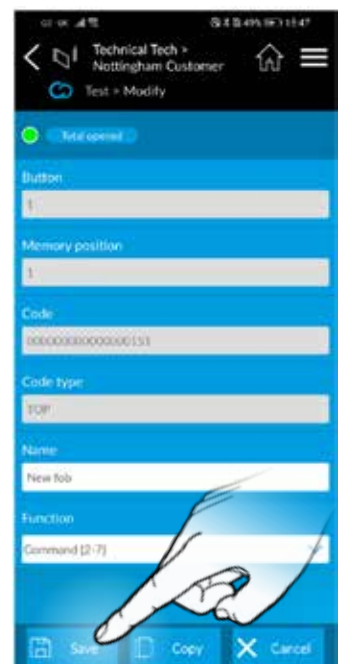 Technical Tech >
Nottingham Customer
Test > Modify
Total opened
Button
1
Memory position
1
Code
Code type
TOP
Name
New fob
Function
Command [2-7]
Save
Copy
Cancel